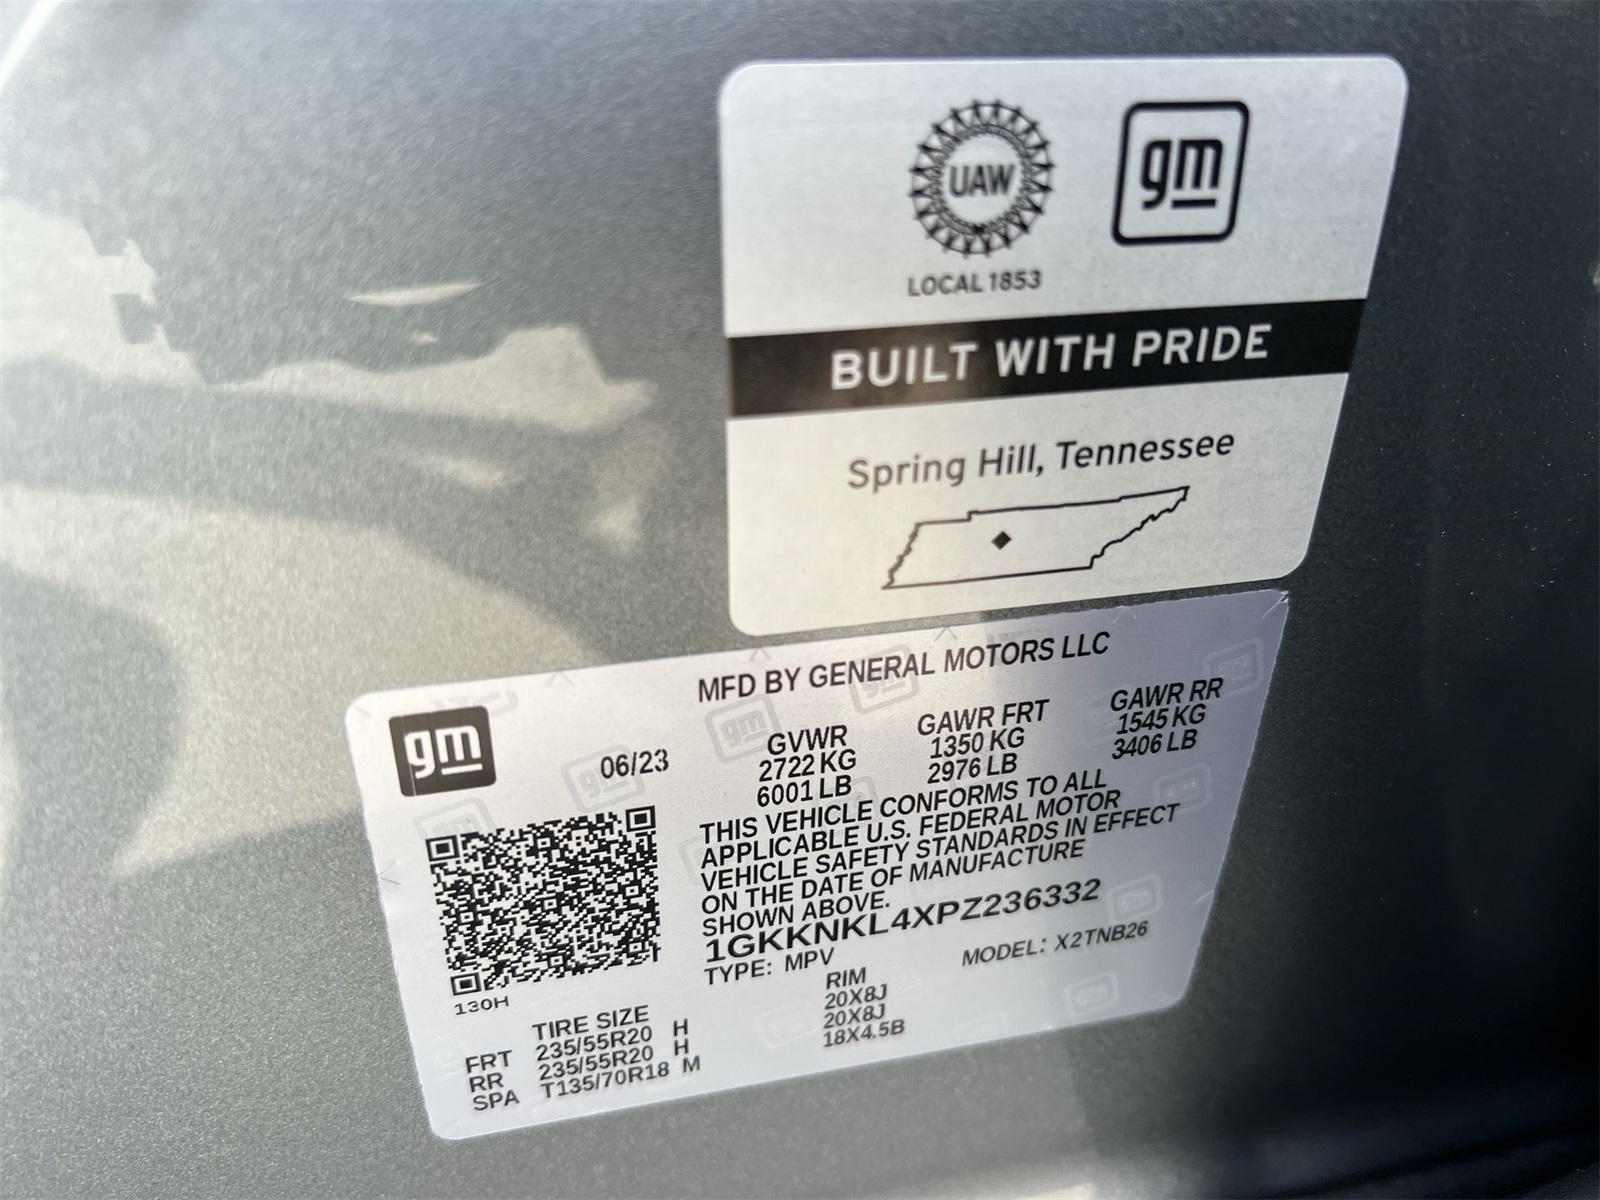 UAW
gm
LOCAL 1853
BUILT WITH PRIDE
Spring Hill, Tennessee
MFD BY GENERAL MOTORS LLC
gm
06/23
GVWR
2722 KG
6001 LB
GAWR FRT
1350 KG
2976 LB
GAWR RR
1545 KG
3406 LB
THIS VEHICLE CONFORMS TO ALL
APPLICABLE U.S. FEDERAL MOTOR
VEHICLE SAFETY STANDARDS IN EFFECT
ON THE DATE OF MANUFACTURE
SHOWN ABOVE.
1GKKNKL4XPZ236332
TYPE: MPV
MODEL: X2TNB26
130H
TIRE SIZE
RIM
FRT 235/55R20 H 20X8J
RR 235/55R20 H 20X8J
SPA T135/70R18 M 18X4.5B